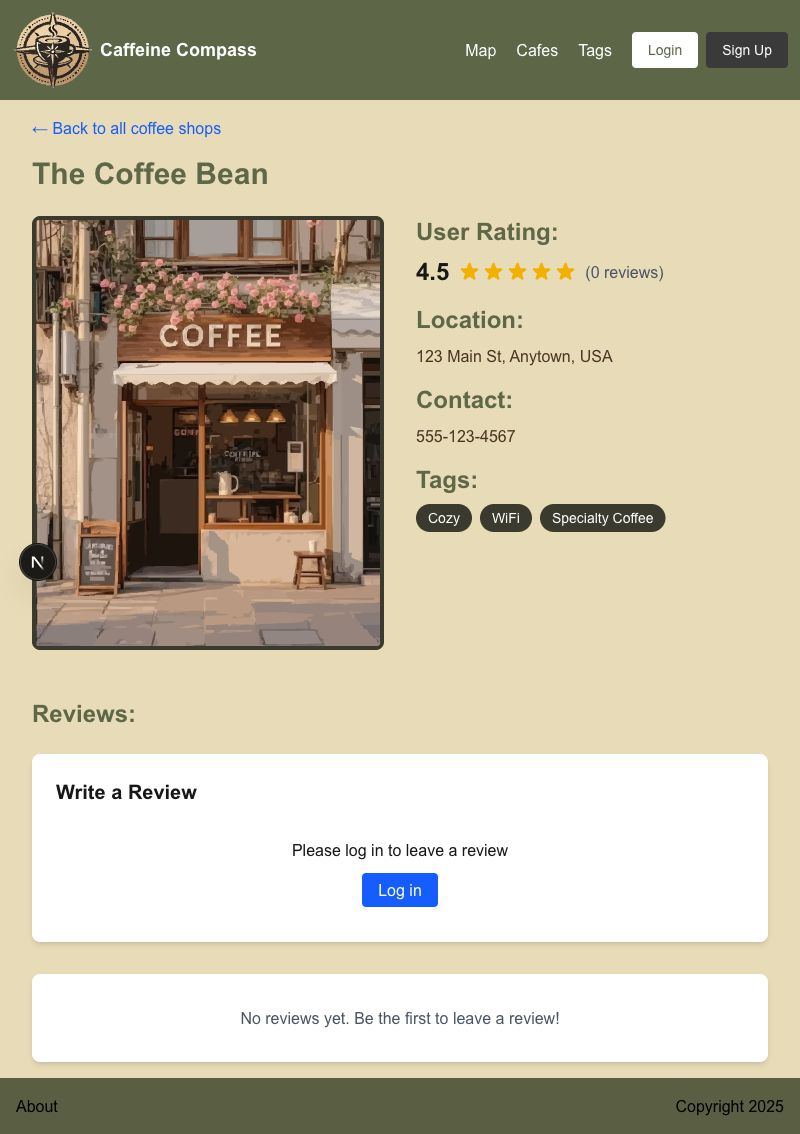 Caffeine Compass
Map Cafes Tags Login Sign Up
← Back to all coffee shops
The Coffee Bean
COFFEE
User Rating:
4.5 (0 reviews)
Location:
123 Main St, Anytown, USA
Contact:
555-123-4567
Tags:
Cozy WiFi Specialty Coffee
N
Reviews:
Write a Review
Please log in to leave a review
Log in
No reviews yet. Be the first to leave a review!
About Copyright 2025